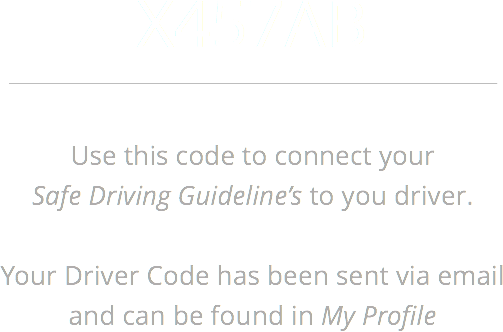 Use this code to connect your
Safe Driving Guideline’s to you driver.
Your Driver Code has been sent via email
and can be found in My Profile